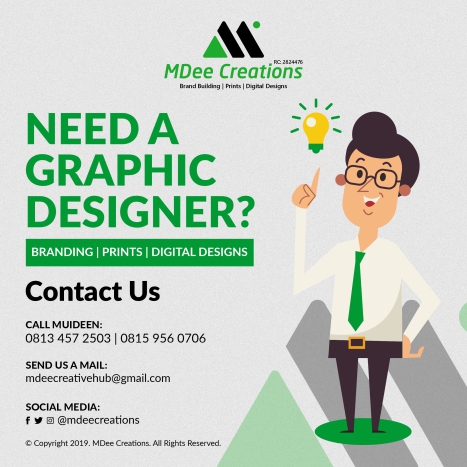 RC: 2824476
MDee Creations
Brand Building | Prints | Digital Designs
NEED A
GRAPHIC
DESIGNER?
BRANDING | PRINTS | DIGITAL DESIGNS
Contact Us
CALL MUIDEEN:
0813 457 2503 | 0815 956 0706
SEND US A MAIL:
mdeecreativehub@gmail.com
SOCIAL MEDIA:
@mdeecreations
© Copyright 2019. MDee Creations. All Rights Reserved.